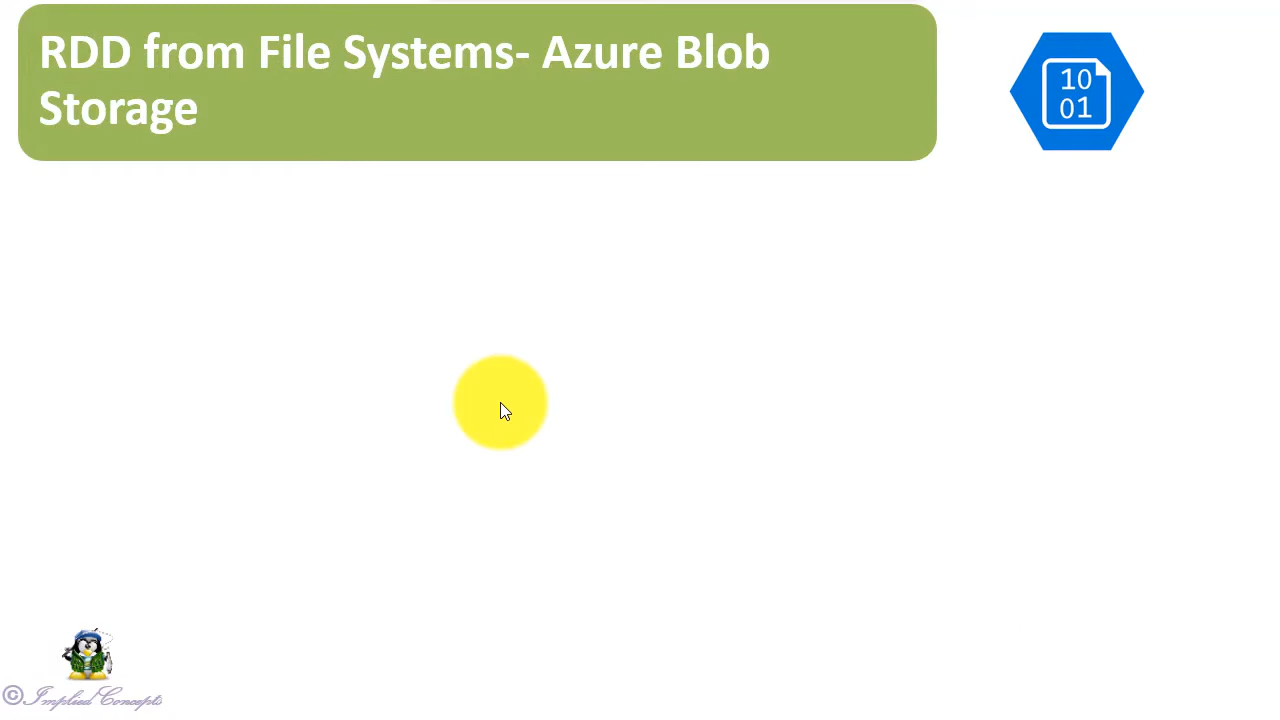 RDD from File Systems- Azure Blob
Storage
10
01
© Implied Concepts